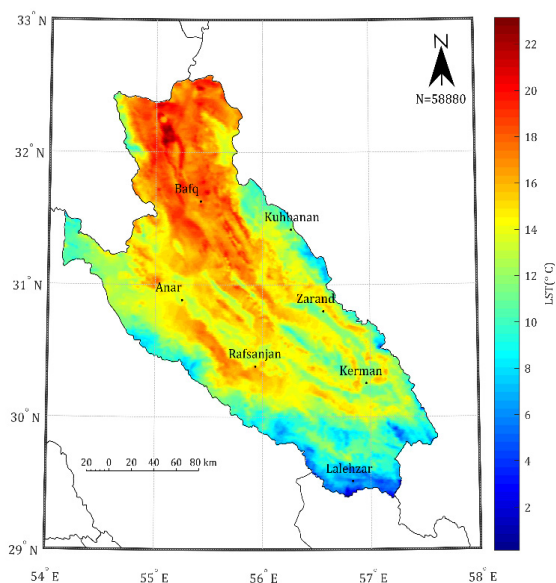 33° N
32° N
31° N
30° N
29° N
54 ° E
55 ° E
56 ° E
57 ° E
58 ° E
N
N=58880
Bafq
Kuhbanan
Anar
Zarand
Rafsanjan
Kerman
Lalehzar
20 0 20 40 60 80 km
22
20
18
16
14
12
10
8
6
4
2
LST(° C)